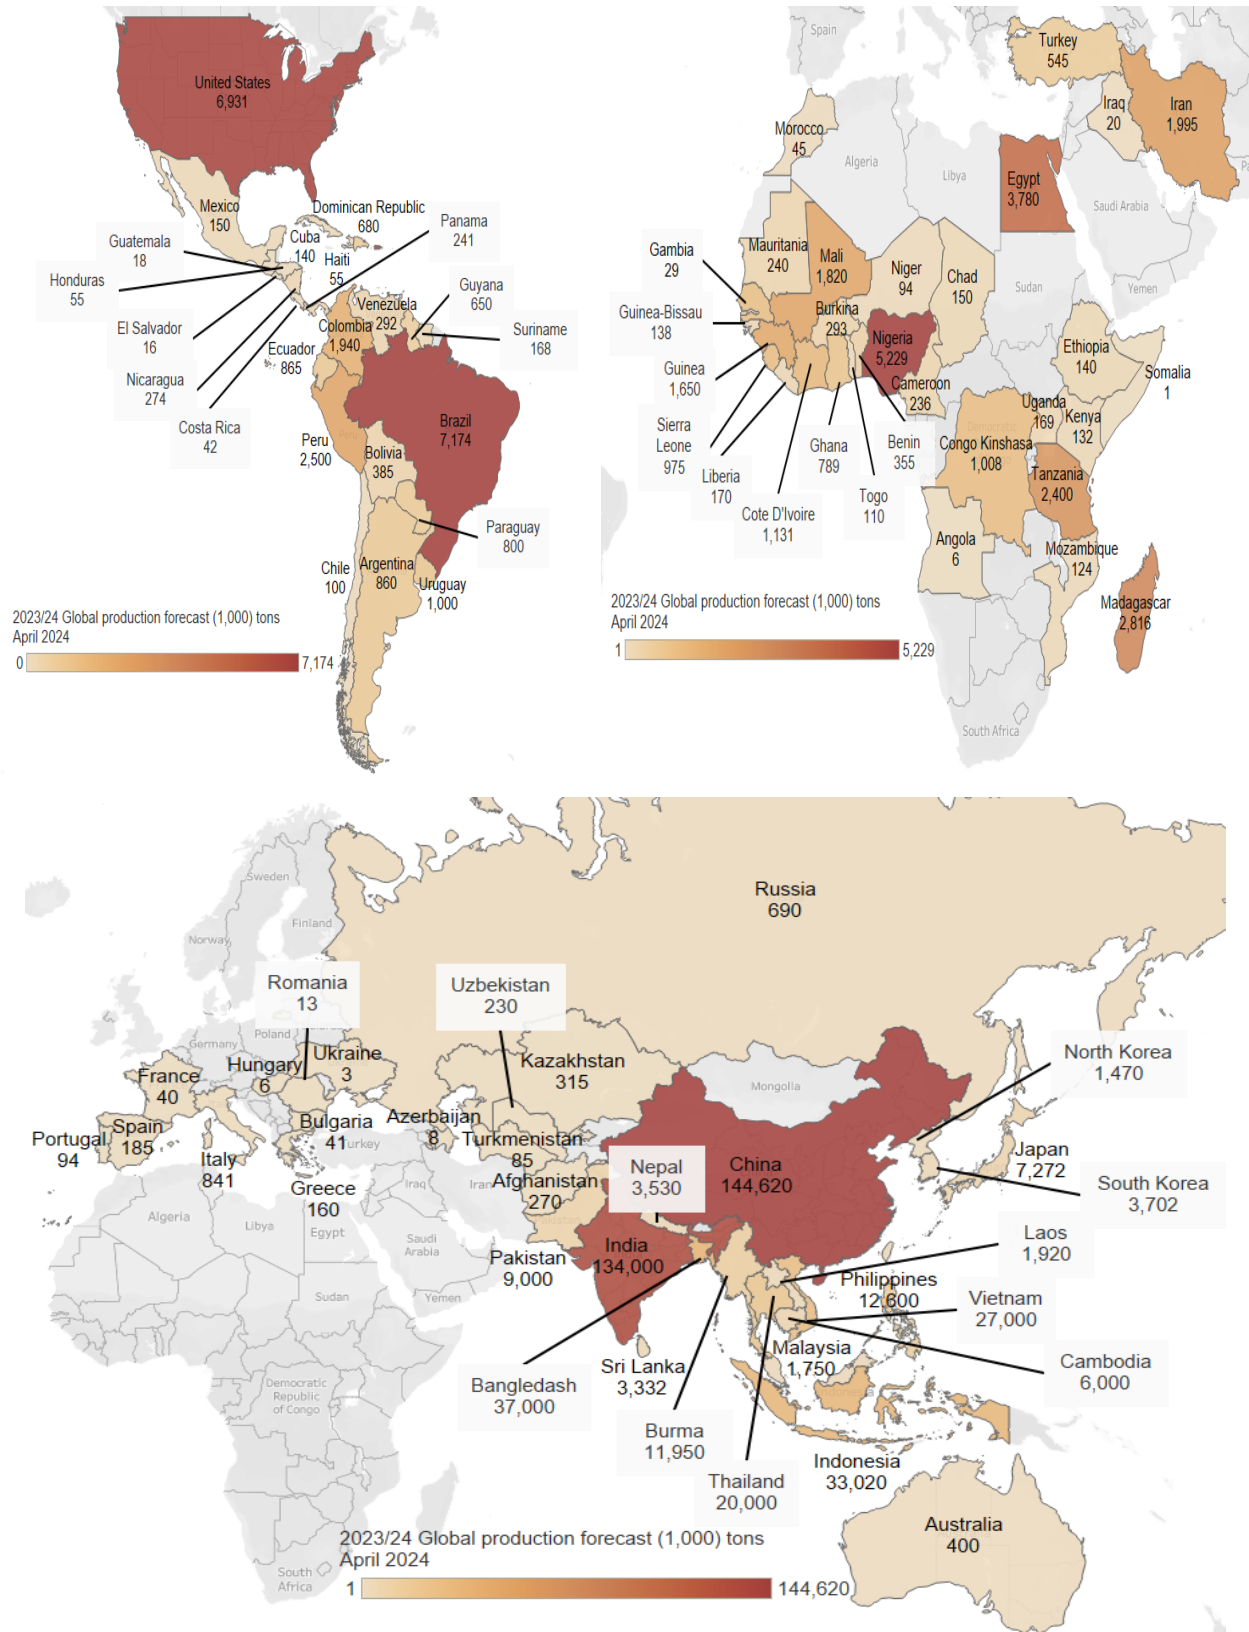 United States
6,931
Mexico
150
Dominican Republic
680
Cuba
140
Haiti
55
Panama
241
Guatemala
18
Honduras
55
El Salvador
16
Nicaragua
274
Costa Rica
42
Guyana
650
Venezuela
292
Suriname
168
Colombia
1,940
Ecuador
865
Brazil
7,174
Peru
Peru
2,500
Bolivia
385
Paraguay
800
Chile
100
Argentina
860
Uruguay
1,000
2023/24 Global production forecast (1,000) tons
April 2024
0
7,174
Spain
Turkey
545
Iraq
20
Iran
1,995
Morocco
45
Algeria
Libya
Egypt
3,780
Saudi Arabia
Mauritania
240
Mali
1,820
Niger
94
Chad
150
Sudan
Yemen
Gambia
29
Guinea-Bissau
138
Burkina
293
Nigeria
5,229
Ethiopia
140
Somalia
1
Guinea
1,650
Cameroon
236
Uganda
169
Kenya
132
Sierra
Leone
975
Liberia
170
Ghana
789
Benin
355
Togo
110
Cote D'Ivoire
1,131
Democratic
Congo Kinshasa
1,008
Tanzania
2,400
Angola
6
Mozambique
124
Madagascar
2,816
South Africa
2023/24 Global production forecast (1,000) tons
April 2024
1
5,229
Sweden
Finland
Norway
Russia
690
Romania
13
Uzbekistan
230
Poland
Germany
Hungary
6
Ukraine
3
France
40
Kazakhstan
315
Mongolia
North Korea
1,470
Portugal
94
Spain
185
Italy
841
Bulgaria
41
Turkey
Greece
160
Azerbaijan
8
Turkmenistan
85
Afghanistan
270
Nepal
3,530
China
144,620
Japan
7,272
South Korea
3,702
Iraq
Iran
Algeria
Libya
Egypt
Saudi
Arabia
Pakistan
Pakistan
9,000
India
134,000
Laos
1,920
Sudan
Yemen
Philippines
12,600
Vietnam
27,000
Malaysia
1,750
Cambodia
6,000
Bangledash
37,000
Sri Lanka
3,332
Burma
11,950
Indonesia
Indonesia
33,020
Thailand
20,000
Democratic
Republic
of Congo
Australia
400
South
Africa
2023/24 Global production forecast (1,000) tons
April 2024
1
144,620